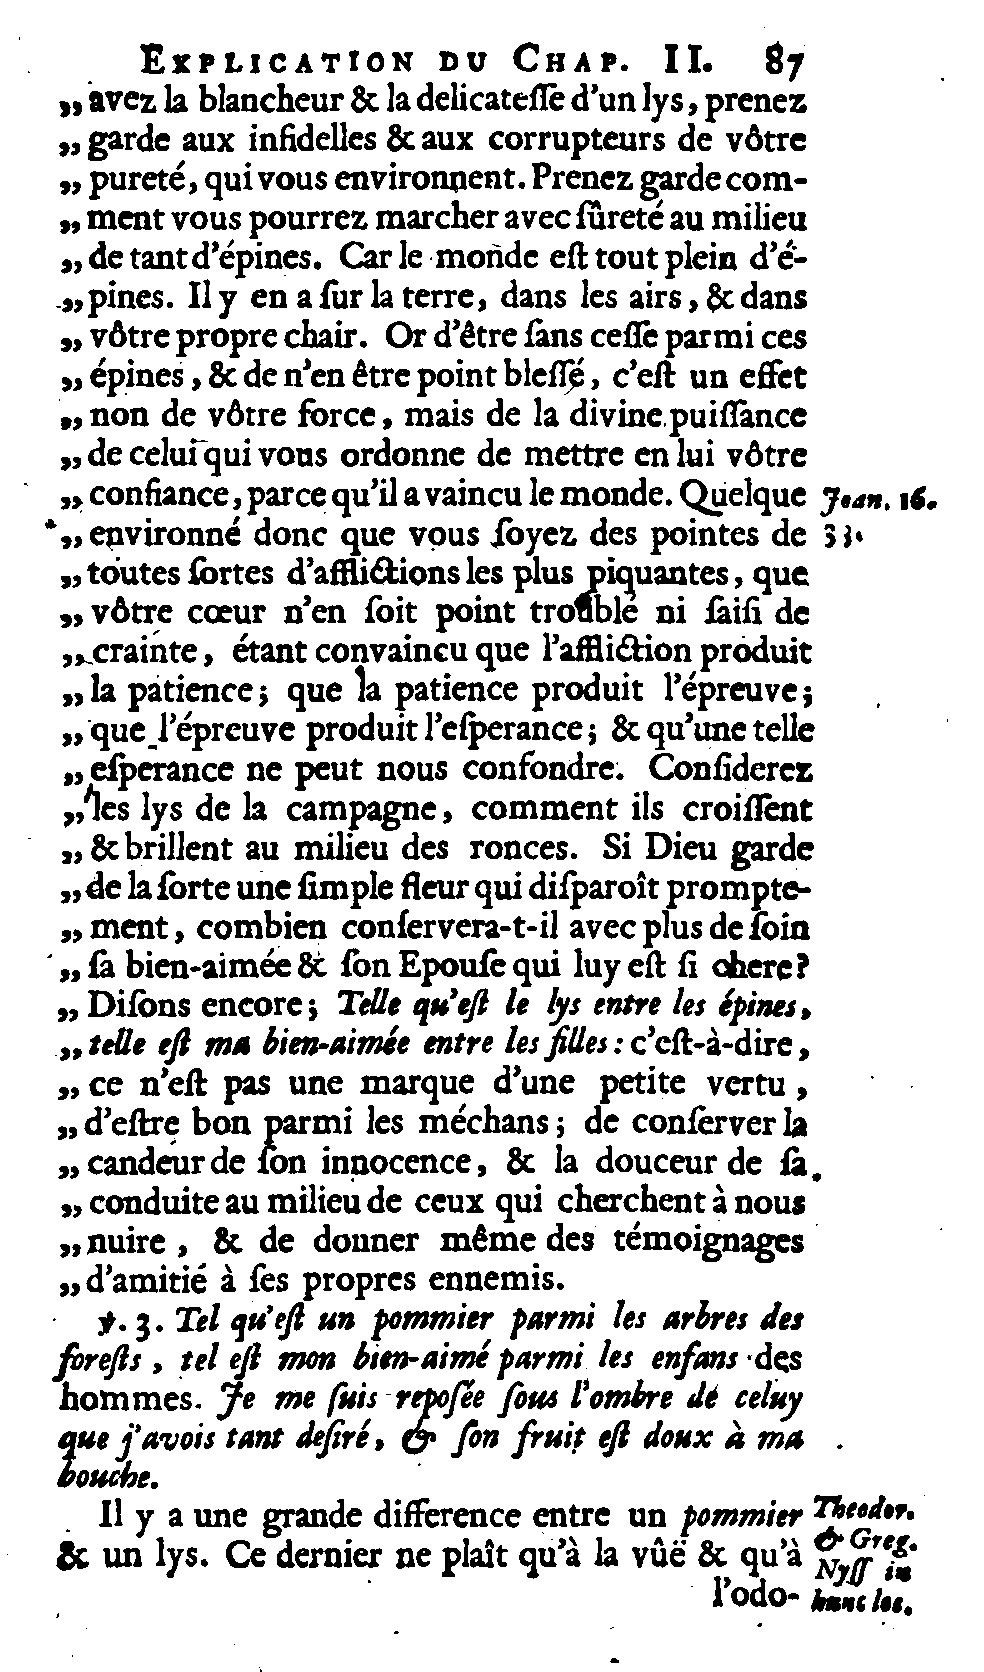 EXPLICATION DU CHAP. II. 87
„avez la blancheur & la delicateſſe d'un lys, prenez
„garde aux infidelles & aux corrupteurs de vôtre
„pureté, qui vous environnent. Prenez garde com-
„ment vous pourrez marcher avec ſûreté au milieu
„de tant d'épines. Car le monde eſt tout plein d'é-
„pines. Il y en a ſur la terre, dans les airs, & dans
„vôtre propre chair. Or d'être ſans ceſſe parmi ces
„épines, & de n'en être point bleſſé, c'eſt un effet
„non de vôtre force, mais de la divine puiſſance
„de celui qui vous ordonne de mettre en lui vôtre
„confiance, parce qu'il a vaincu le monde. Quelque Jean. 16.
„environné donc que vous ſoyez des pointes de 33.
„toutes ſortes d'afflictions les plus piquantes, que
„vôtre cœur n'en ſoit point troublé ni ſaiſi de
„crainte, étant convaincu que l'affliction produit
„la patience; que la patience produit l'épreuve;
„que l'épreuve produit l'eſperance; & qu'une telle
„eſperance ne peut nous confondre. Conſiderez
„les lys de la campagne, comment ils croiſſent
„& brillent au milieu des ronces. Si Dieu garde
„de la ſorte une ſimple fleur qui diſparoît prompte-
„ment, combien conſervera-t-il avec plus de ſoin
„ſa bien-aimée & ſon Epouſe qui luy eſt ſi chere?
„Diſons encore; Telle qu'eſt le lys entre les épines,
„telle eſt ma bien-aimée entre les filles: c'eſt-à-dire,
„ce n'eſt pas une marque d'une petite vertu,
„d'eſtre bon parmi les méchans; de conſerver la
„candeur de ſon innocence, & la douceur de ſa
„conduite au milieu de ceux qui cherchent à nous
„nuire, & de donner même des témoignages
„d'amitié à ſes propres ennemis.
℣. 3. Tel qu'eſt un pommier parmi les arbres des
foreſts, tel eſt mon bien-aimé parmi les enfans des
hommes. Je me ſuis repoſée ſous l'ombre de celuy
que j'avois tant deſiré, & ſon fruit eſt doux à ma
bouche.
Il y a une grande difference entre un pommier Theodor.
& un lys. Ce dernier ne plaît qu'à la vûë & qu'à & Greg.
Nyſſ in
l'odo- hunc loc.